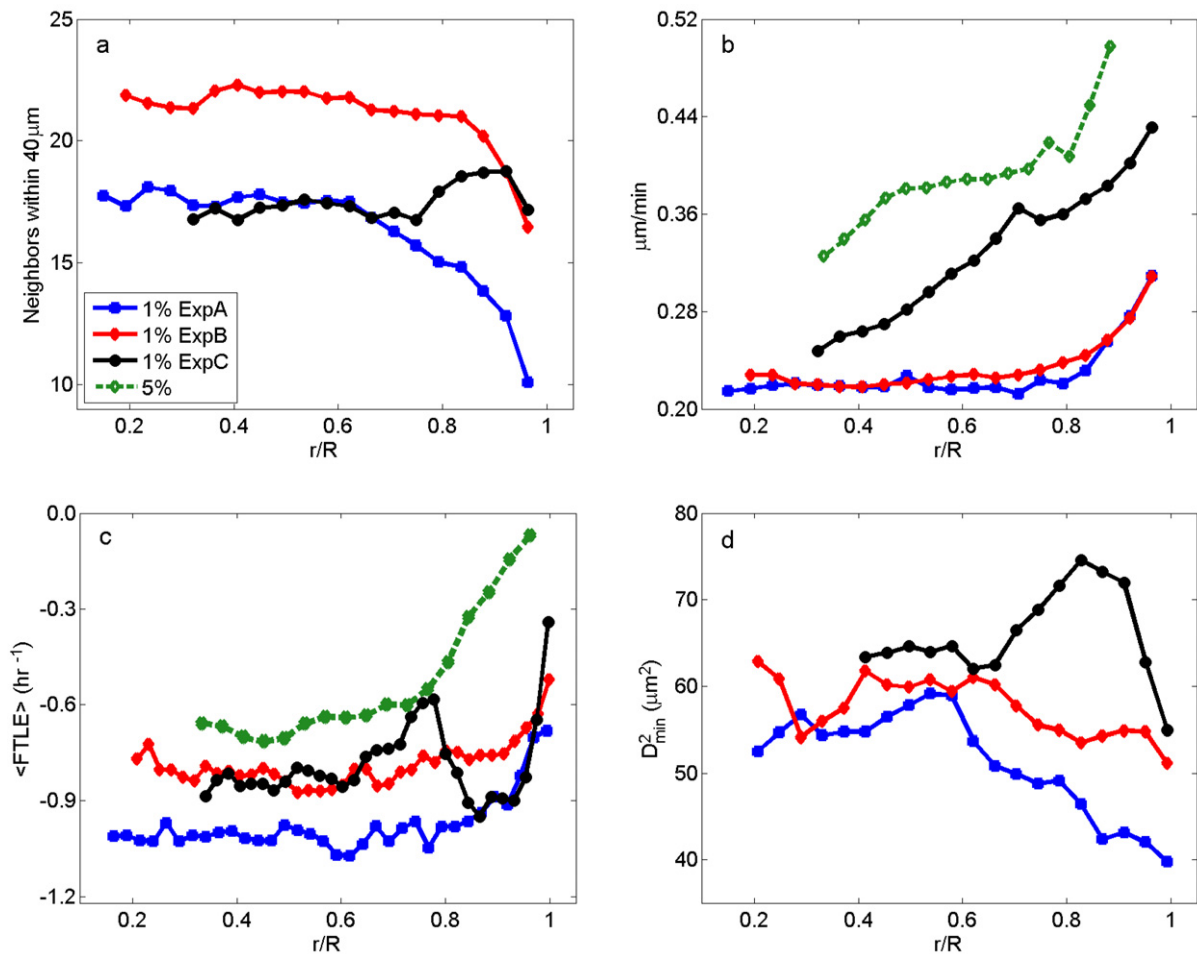 a
25
20
15
10
Neighbors within 40μm
0.2
0.4
0.6
0.8
1
r/R
1% ExpA
1% ExpB
1% ExpC
5%
b
0.52
0.44
0.36
0.28
0.20
μm/min
0.2
0.4
0.6
0.8
1
r/R
c
0.0
-0.3
-0.6
-0.9
-1.2
<FTLE> (hr⁻¹)
0.2
0.4
0.6
0.8
1
r/R
d
80
70
60
50
40
D²min (μm²)
0.2
0.4
0.6
0.8
1
r/R